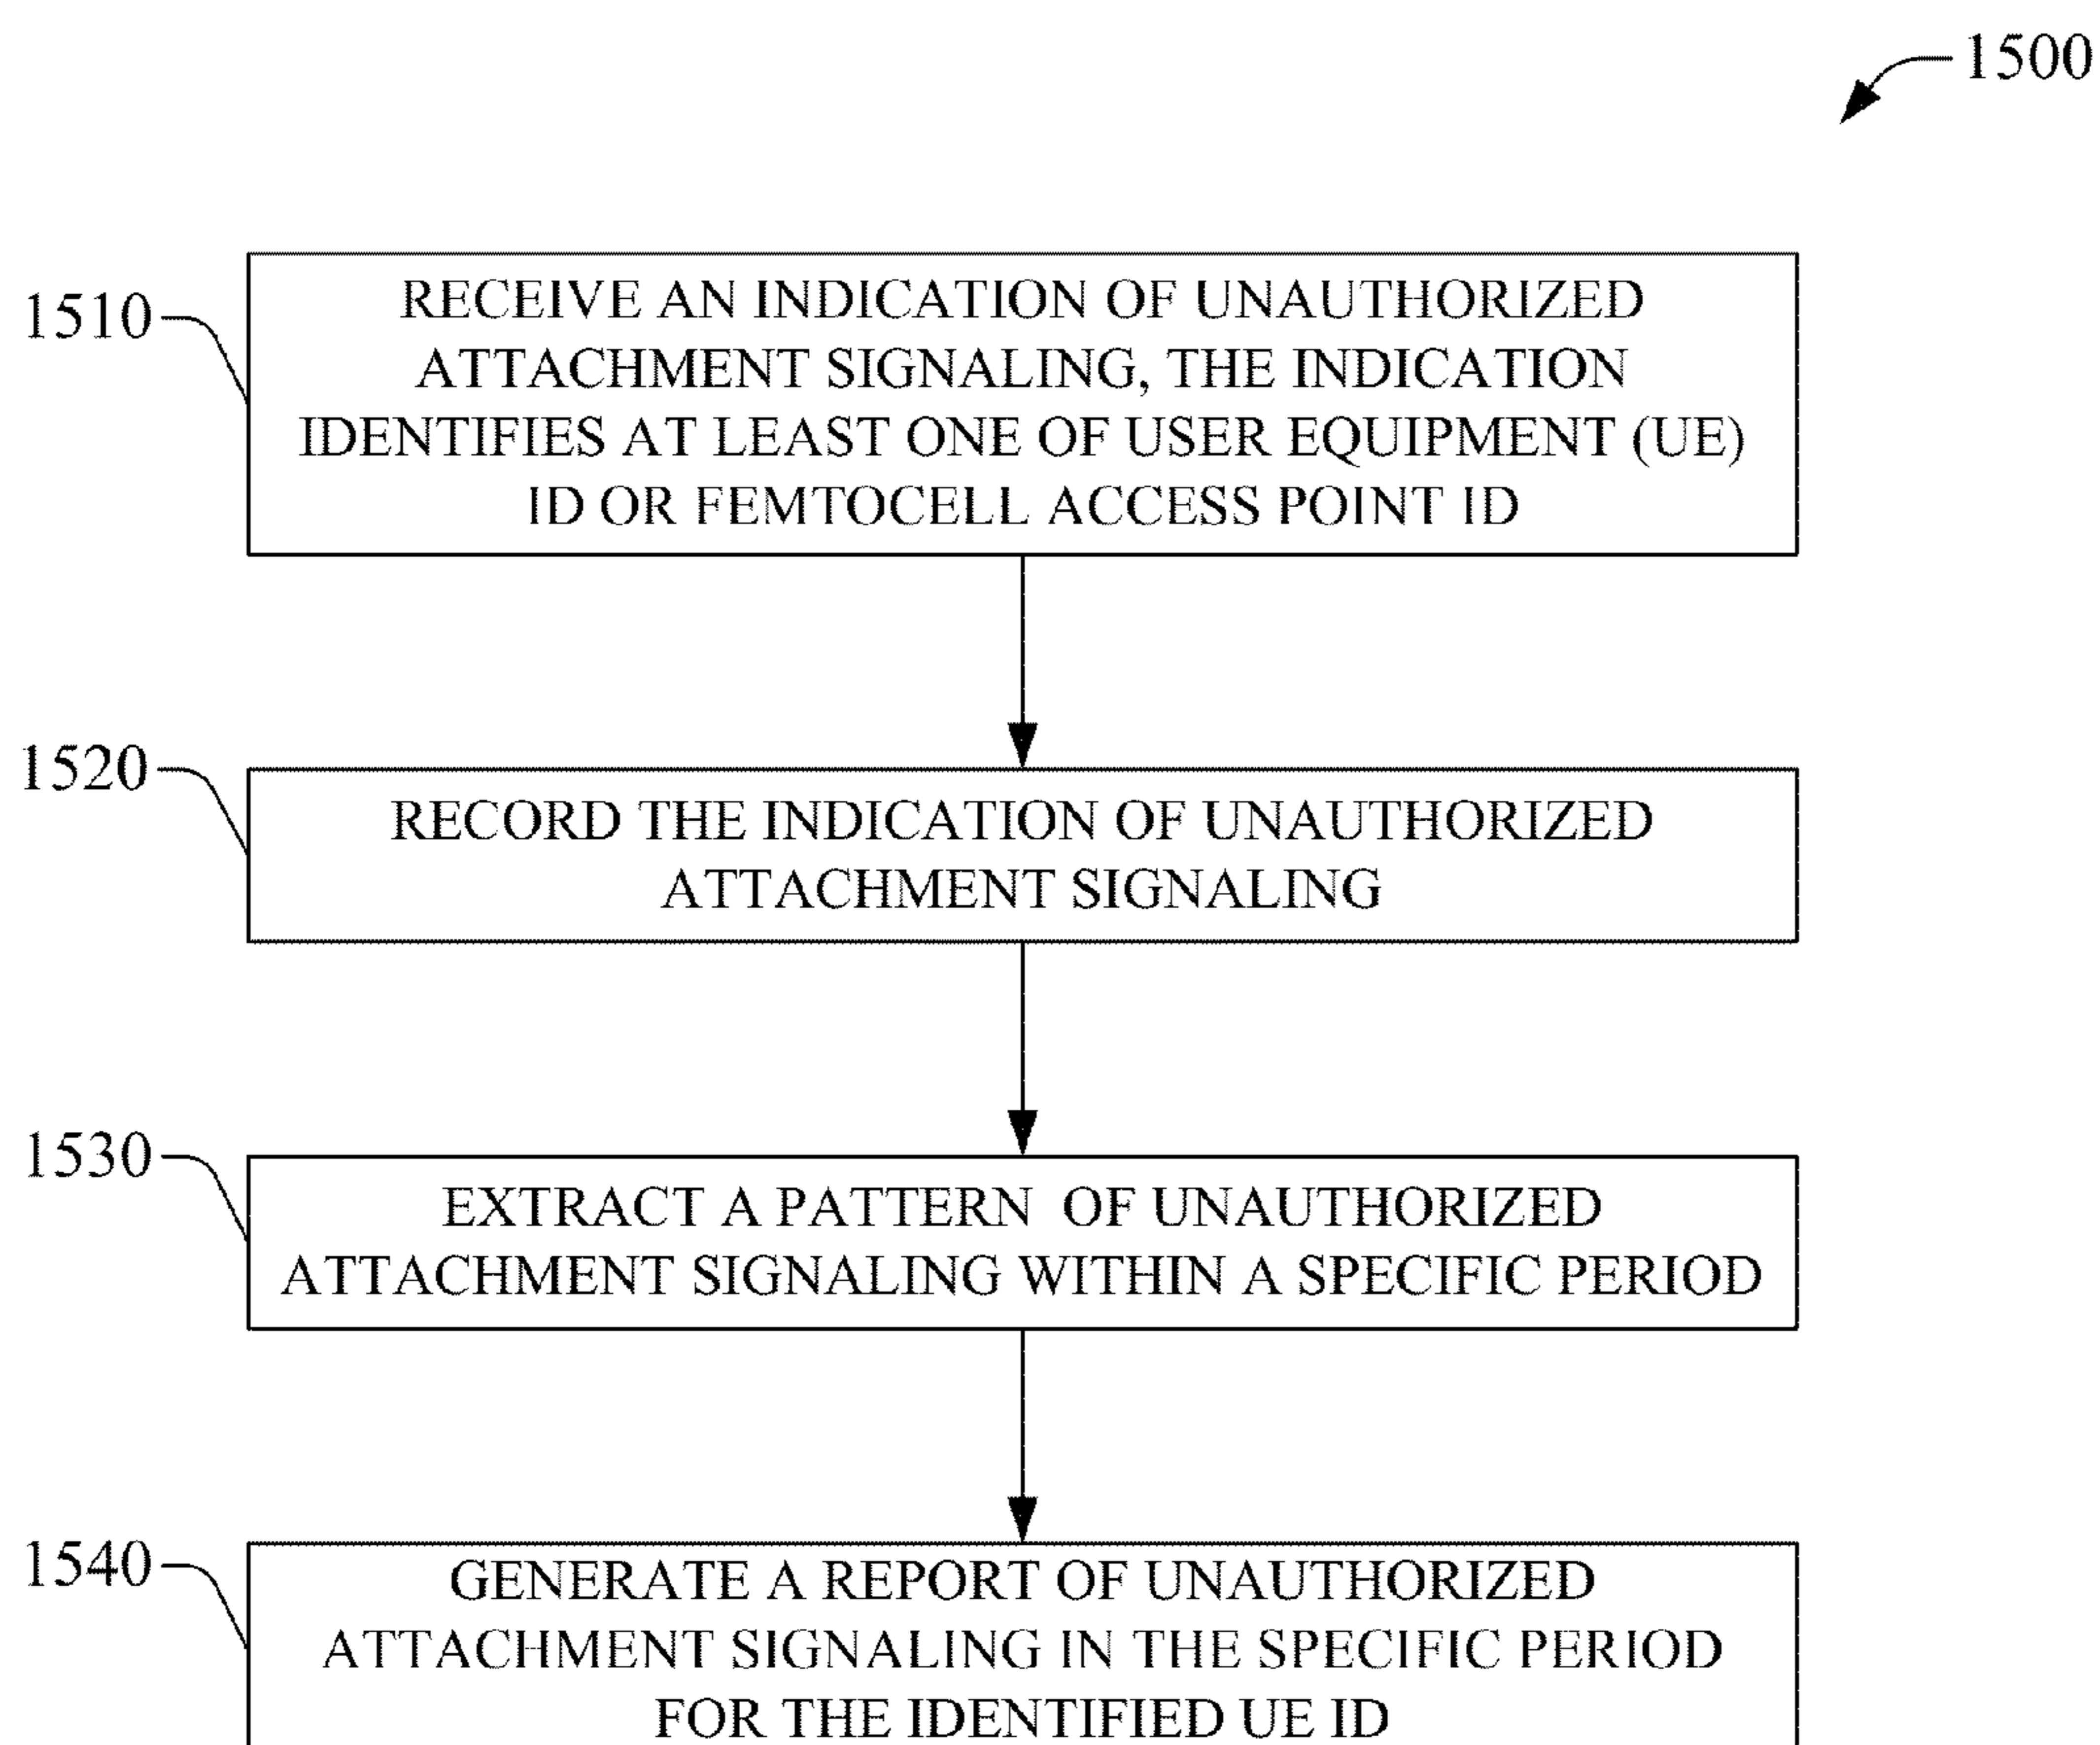 1500
1510
RECEIVE AN INDICATION OF UNAUTHORIZED
ATTACHMENT SIGNALING, THE INDICATION
IDENTIFIES AT LEAST ONE OF USER EQUIPMENT (UE)
ID OR FEMTOCELL ACCESS POINT ID
1520
RECORD THE INDICATION OF UNAUTHORIZED
ATTACHMENT SIGNALING
1530
EXTRACT A PATTERN OF UNAUTHORIZED
ATTACHMENT SIGNALING WITHIN A SPECIFIC PERIOD
1540
GENERATE A REPORT OF UNAUTHORIZED
ATTACHMENT SIGNALING IN THE SPECIFIC PERIOD
FOR THE IDENTIFIED UE ID